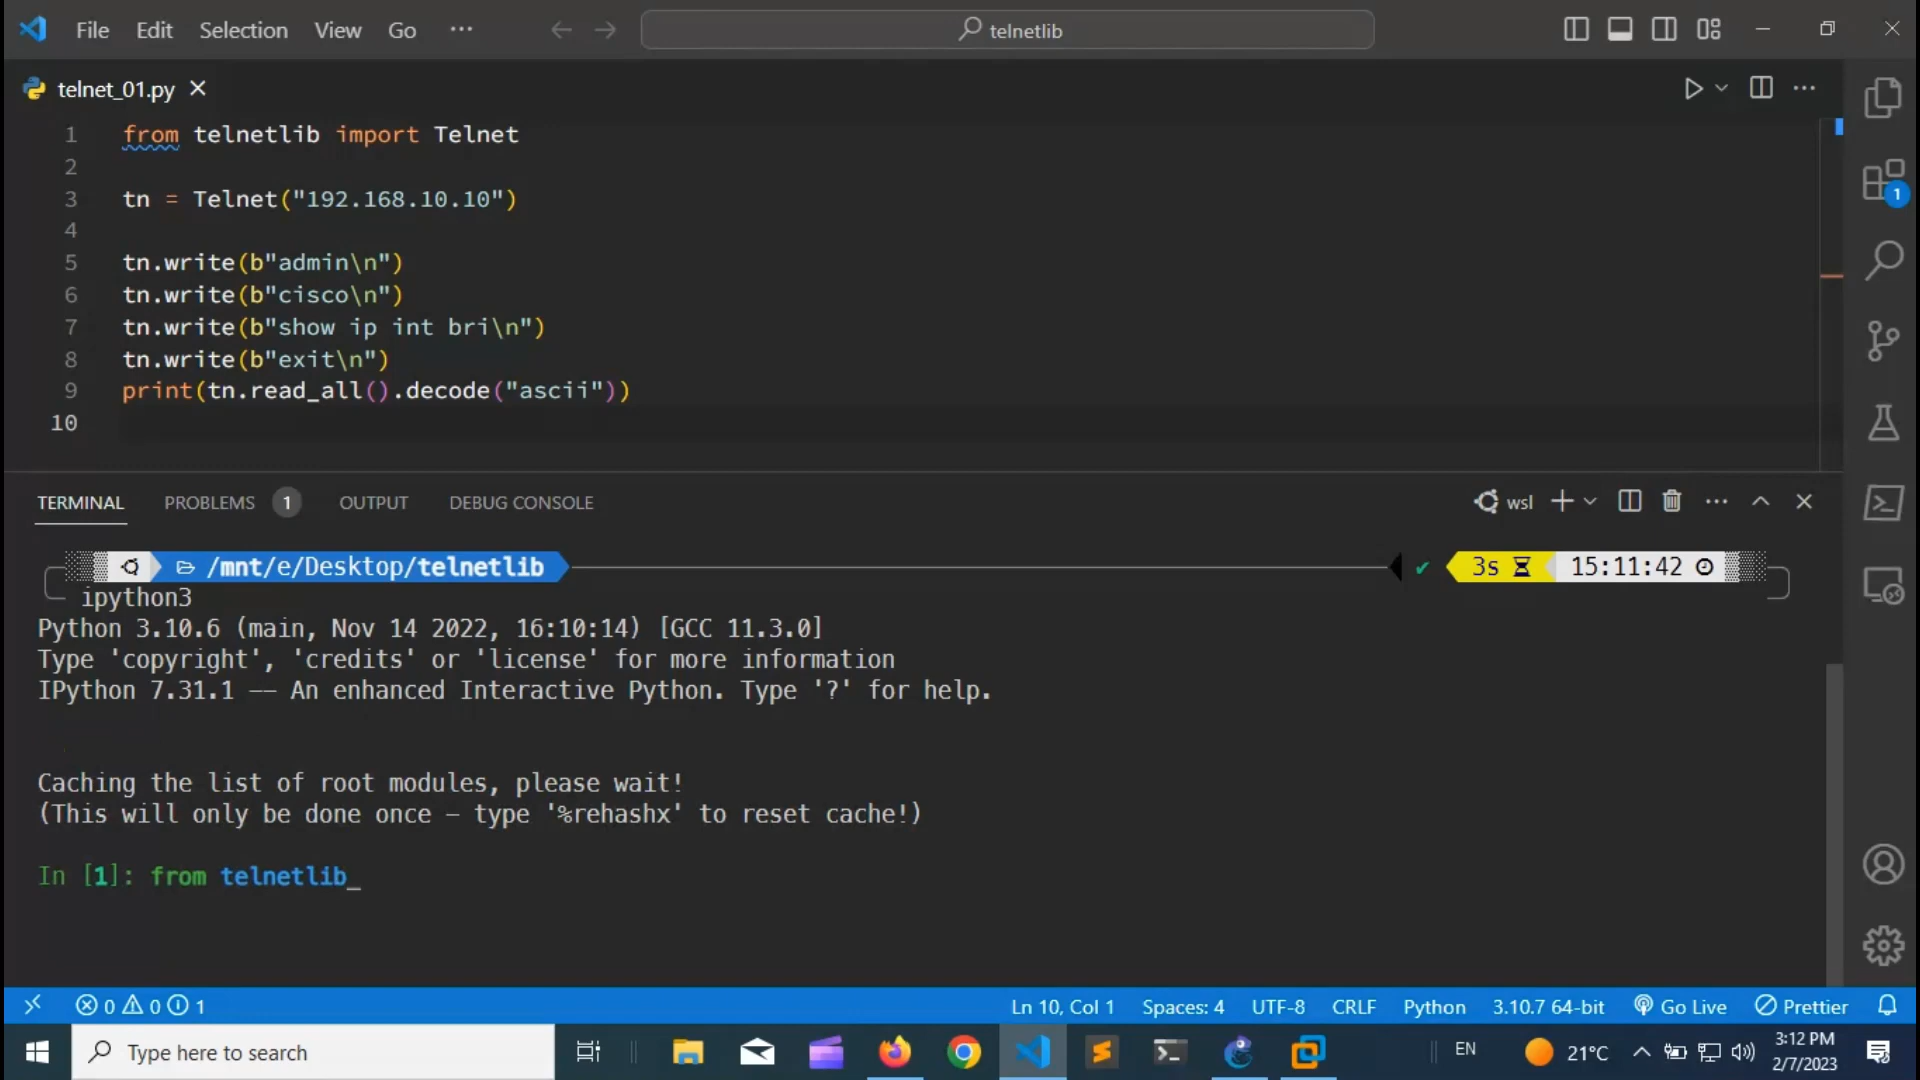 File Edit Selection View Go ··· telnetlib
telnet_01.py
1 from telnetlib import Telnet
2
3 tn = Telnet("192.168.10.10")
4
5 tn.write(b"admin\n")
6 tn.write(b"cisco\n")
7 tn.write(b"show ip int bri\n")
8 tn.write(b"exit\n")
9 print(tn.read_all().decode("ascii"))
10
1
TERMINAL PROBLEMS 1 OUTPUT DEBUG CONSOLE wsl
/mnt/e/Desktop/telnetlib ✔ 3s 15:11:42
ipython3
Python 3.10.6 (main, Nov 14 2022, 16:10:14) [GCC 11.3.0]
Type 'copyright', 'credits' or 'license' for more information
IPython 7.31.1 -- An enhanced Interactive Python. Type '?' for help.
Caching the list of root modules, please wait!
(This will only be done once - type '%rehashx' to reset cache!)
In [1]: from telnetlib_
0 0 1 Ln 10, Col 1 Spaces: 4 UTF-8 CRLF Python 3.10.7 64-bit Go Live Prettier
Type here to search EN 21°C 3:12 PM
2/7/2023